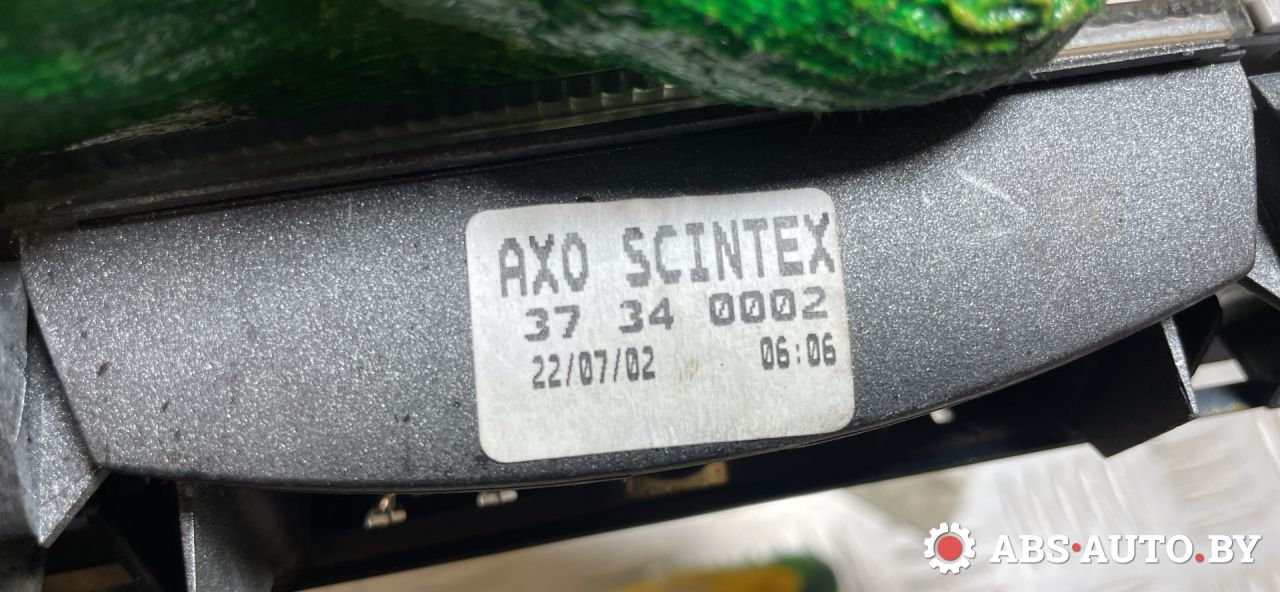 AXO SCINTEX
37 34 0002
22/07/02 06:06
ABS·AUTO.BY